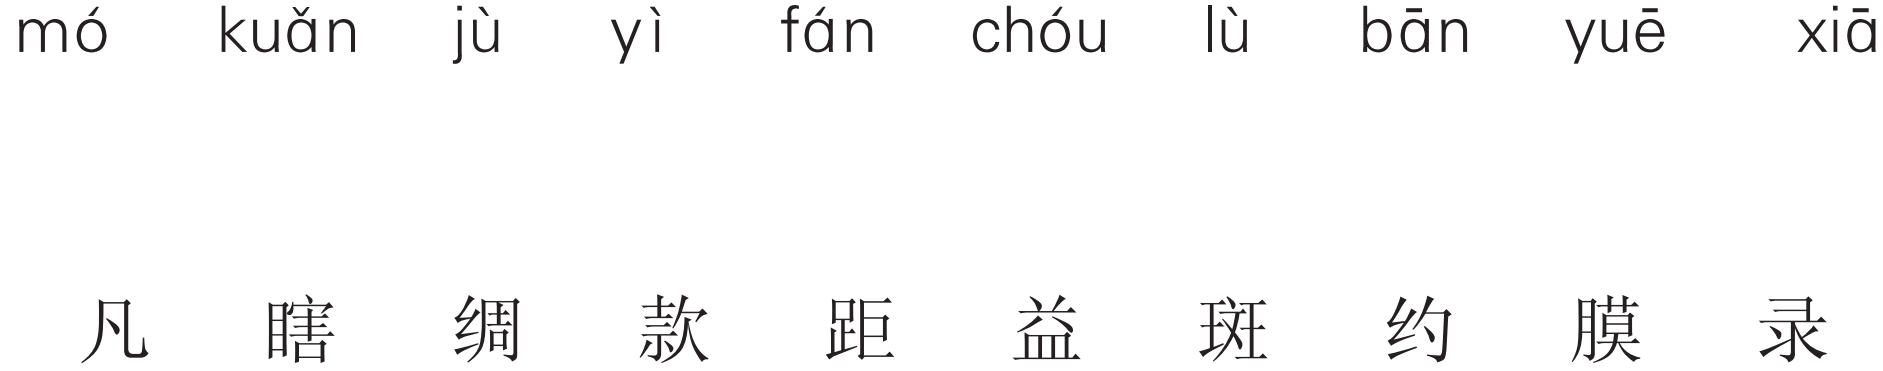 mó kuǎn jù yì fán chóu lù bān yuē xiā
凡 瞎 绸 款 距 益 斑 约 膜 录